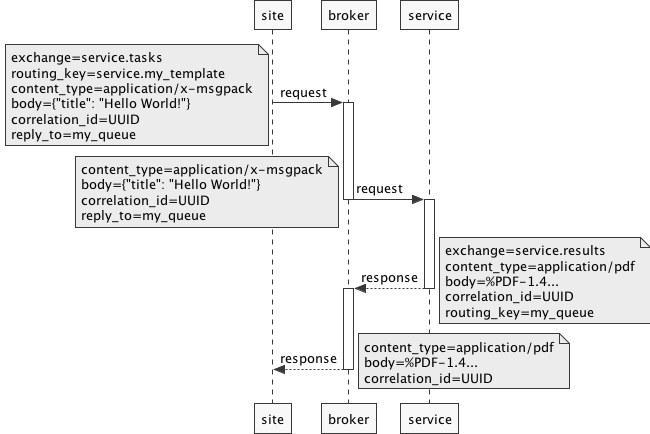 site
broker
service
exchange=service.tasks
routing_key=service.my_template
content_type=application/x-msgpack
body={"title": "Hello World!"}
correlation_id=UUID
reply_to=my_queue
request
content_type=application/x-msgpack
body={"title": "Hello World!"}
correlation_id=UUID
reply_to=my_queue
request
exchange=service.results
content_type=application/pdf
body=%PDF-1.4...
correlation_id=UUID
routing_key=my_queue
response
content_type=application/pdf
body=%PDF-1.4...
correlation_id=UUID
response
site
broker
service